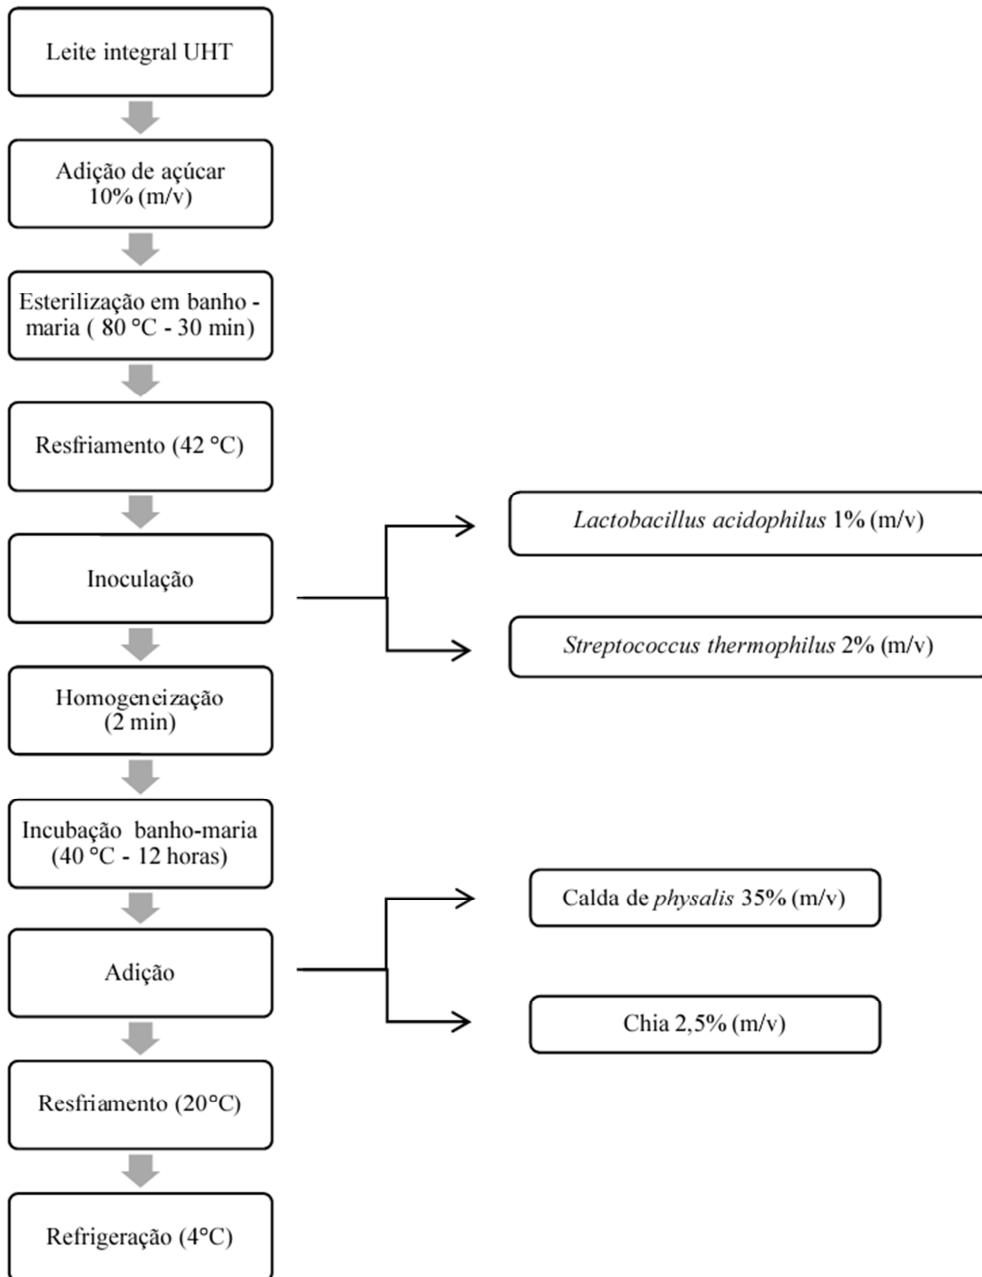 Leite integral UHT
Adição de açúcar
10% (m/v)
Esterilização em banho -
maria ( 80 °C - 30 min)
Resfriamento (42 °C)
Inoculação
Lactobacillus acidophilus 1% (m/v)
Streptococcus thermophilus 2% (m/v)
Homogeneização
(2 min)
Incubação banho-maria
(40 °C - 12 horas)
Adição
Calda de physalis 35% (m/v)
Chia 2,5% (m/v)
Resfriamento (20°C)
Refrigeração (4°C)